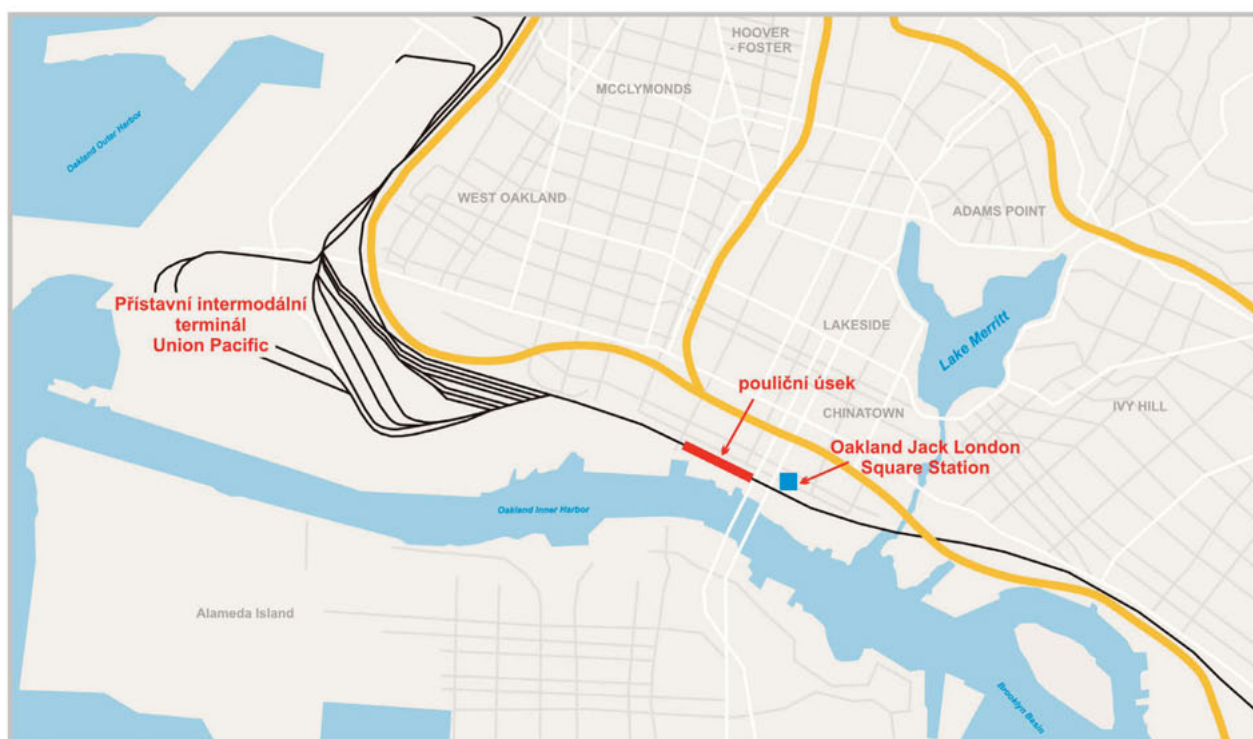 HOOVER
- FOSTER
MCCLYMONDS
Oakland Outer Harbor
WEST OAKLAND
ADAMS POINT
Přístavní intermodální
terminál
Union Pacific
LAKESIDE
Lake Merritt
pouliční úsek
CHINATOWN
IVY HILL
Oakland Jack London
Square Station
Oakland Inner Harbor
Alameda Island
Brooklyn Basin